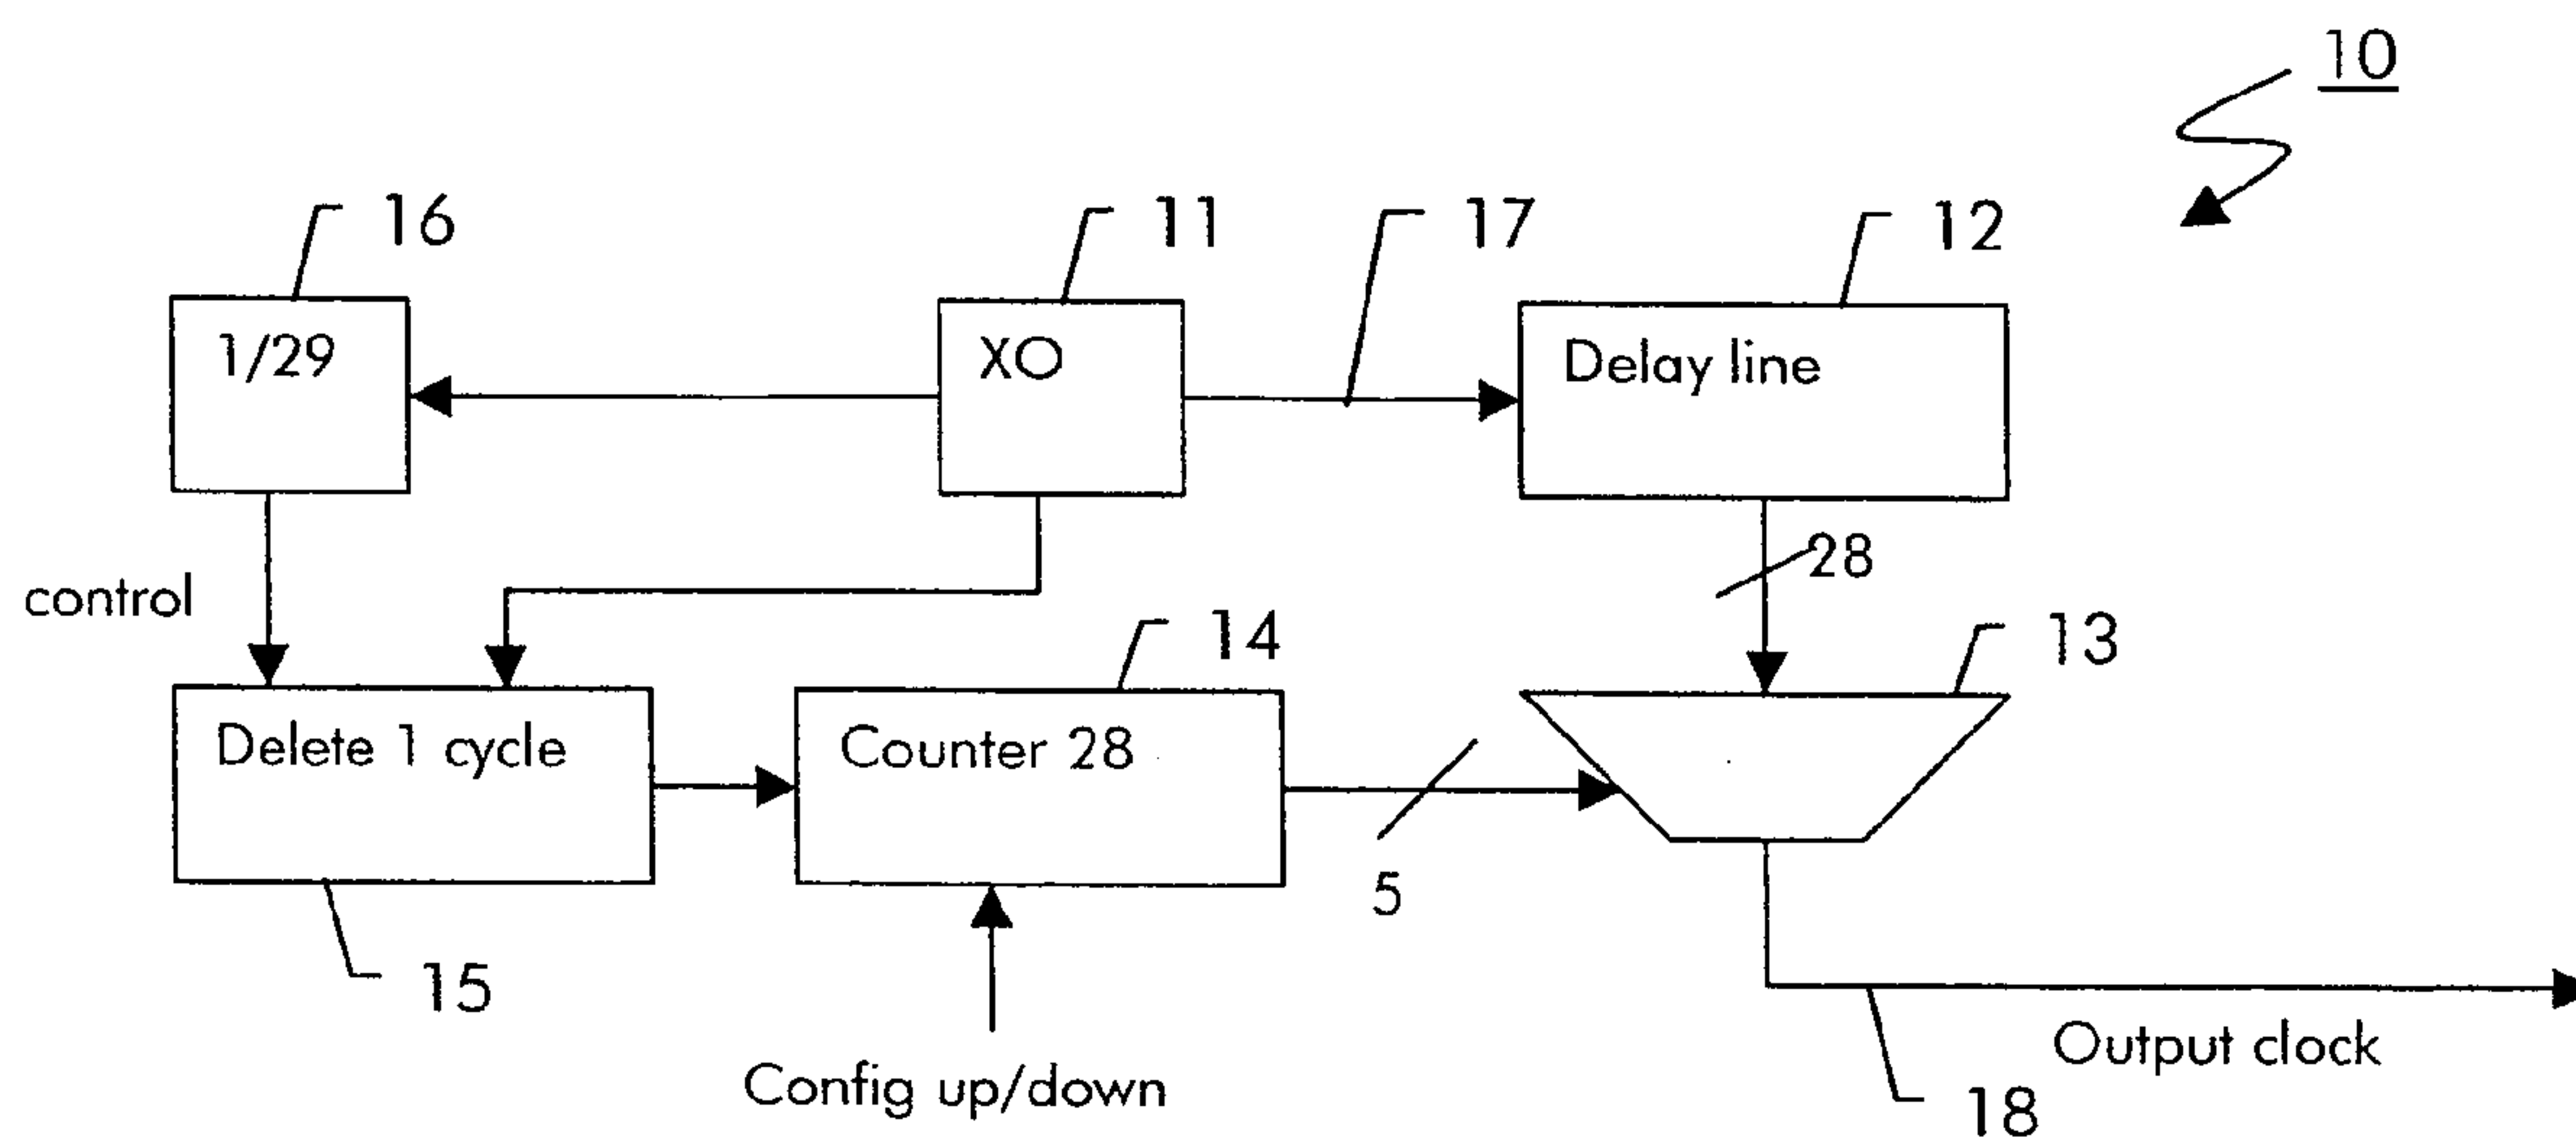 10
16
11
17
12
1/29
XO
Delay line
28
control
14
13
Delete 1 cycle
Counter 28
5
15
Config up/down
Output clock
18